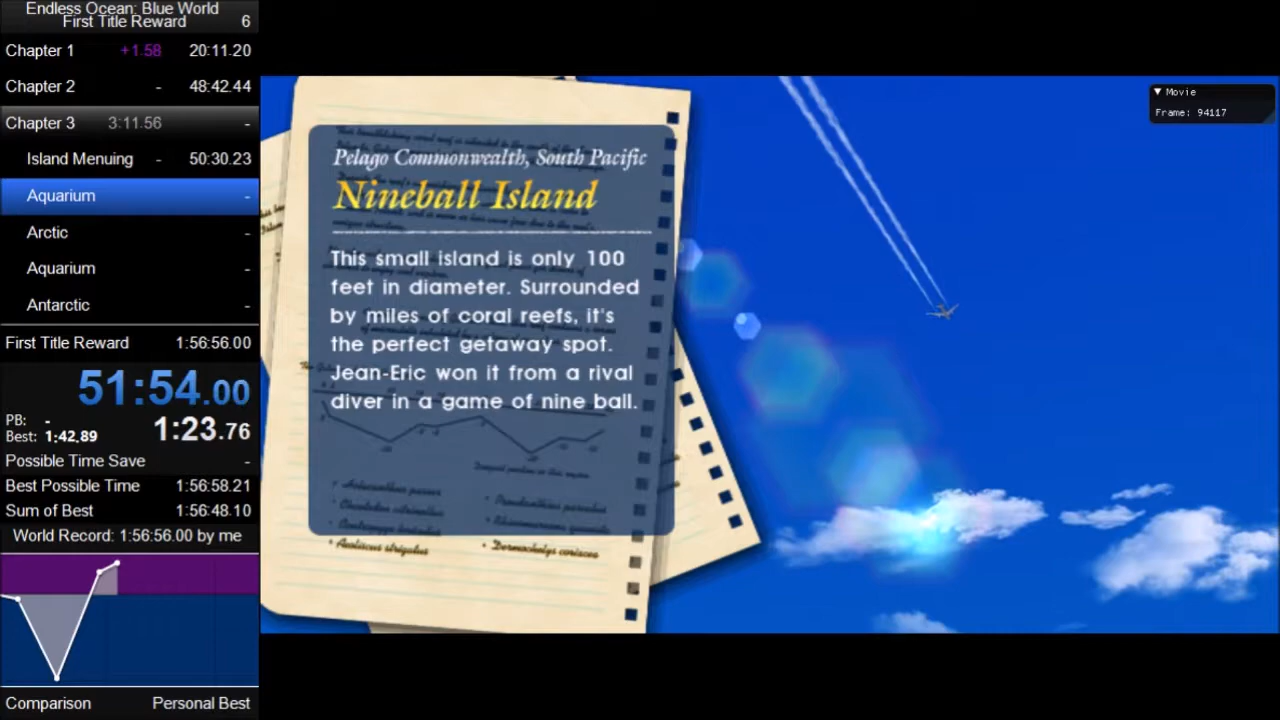 Endless Ocean: Blue World
First Title Reward 6
Chapter 1 +1.58 20:11.20
Chapter 2 - 48:42.44
Chapter 3 3:11.56 -
Island Menuing - 50:30.23
Aquarium -
Arctic -
Aquarium -
Antarctic -
First Title Reward 1:56:56.00
51:54.00
PB: -
Best: 1:42.89
1:23.76
Possible Time Save -
Best Possible Time 1:56:58.21
Sum of Best 1:56:48.10
World Record: 1:56:56.00 by me
Comparison Personal Best
Pelago Commonwealth, South Pacific
Nineball Island
This small island is only 100
feet in diameter. Surrounded
by miles of coral reefs, it's
the perfect getaway spot.
Jean-Eric won it from a rival
diver in a game of nine ball.
▼ Movie
Frame: 94117